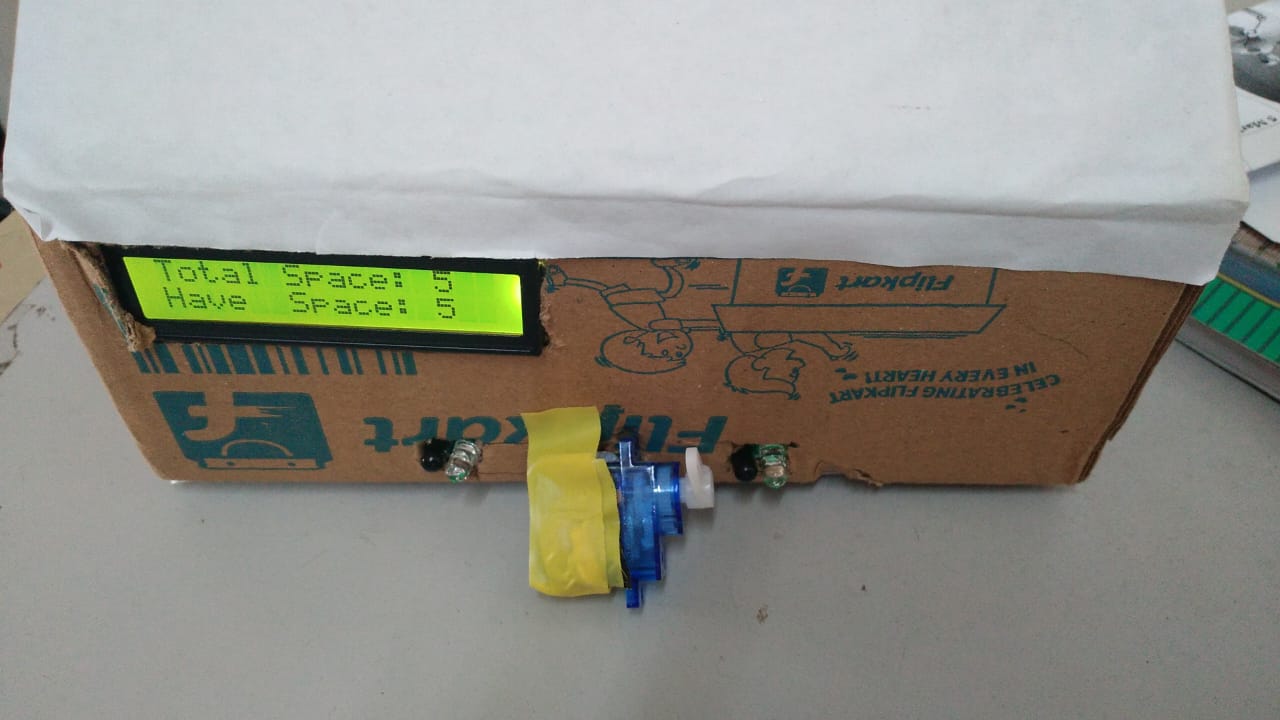 Total Space: 5
Have  Space: 5
Flipkart
CELEBRATING FLIPKART
IN EVERY HEART!
Flipkart